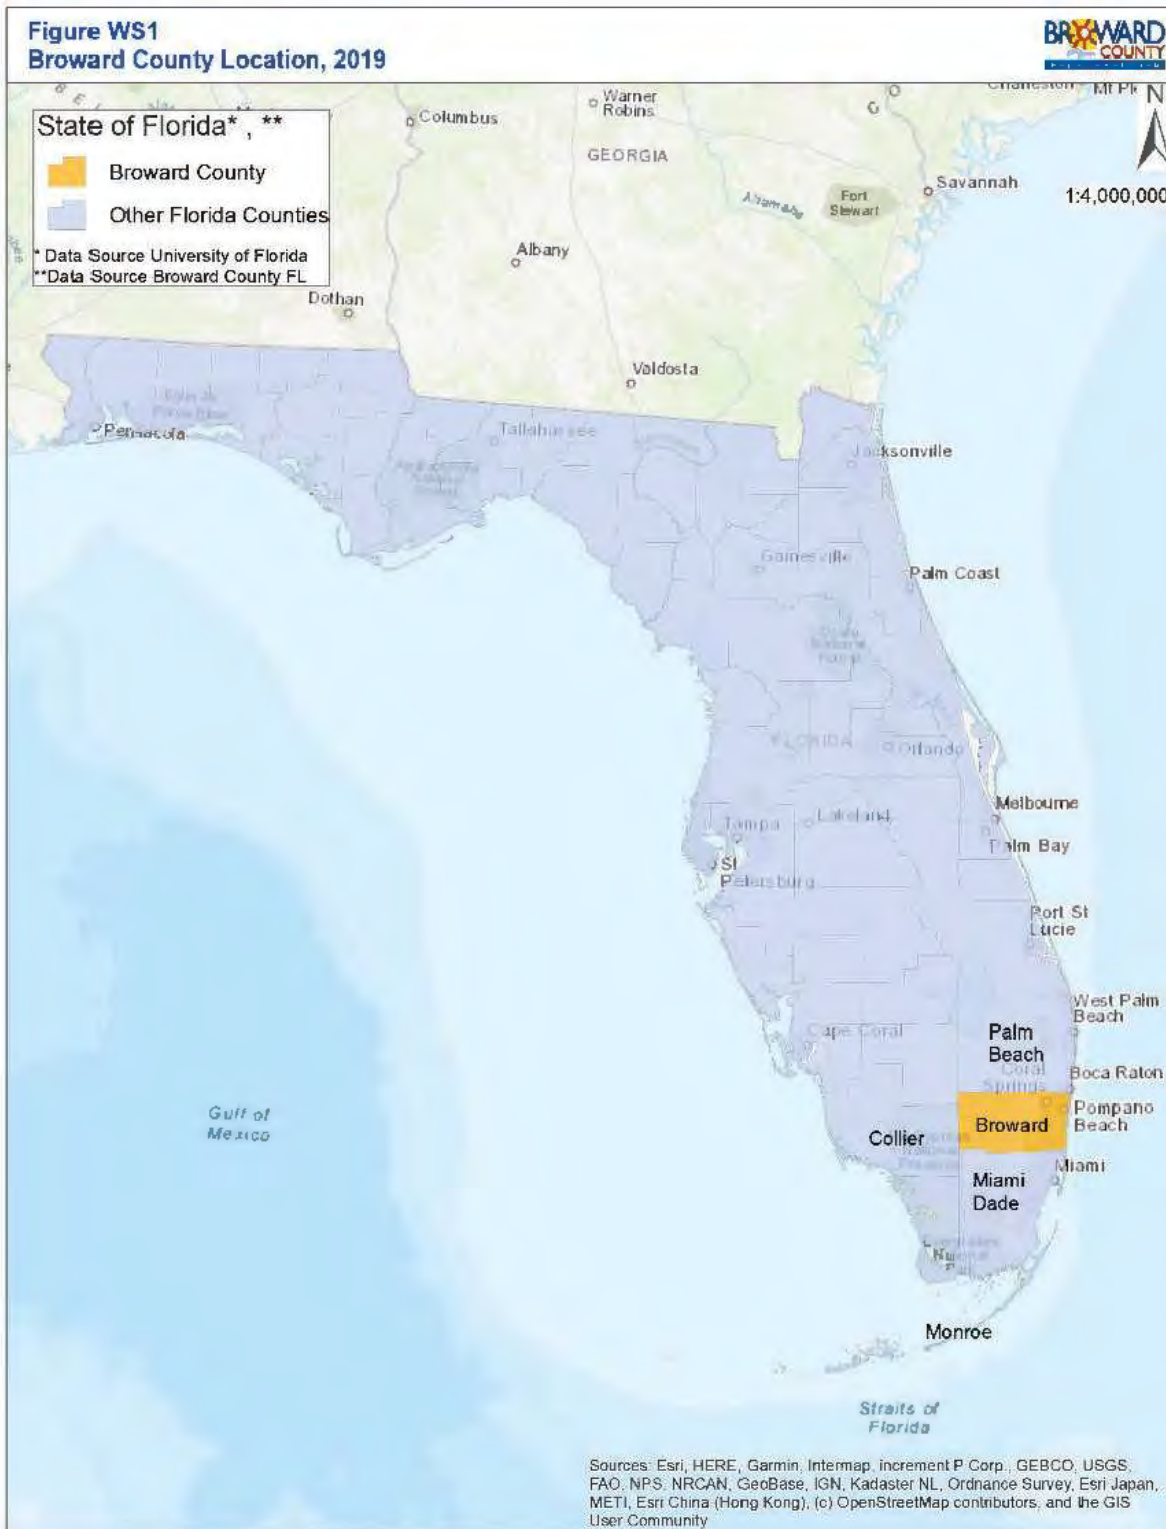 Figure WS1
Broward County Location, 2019
BROWARD
COUNTY
N
1:4,000,000
State of Florida* , **
Broward County
Other Florida Counties
* Data Source University of Florida
**Data Source Broward County FL
Columbus
Warner
Robins
GEORGIA
Charleston
Savannah
Altamaha
Fort
Stewart
Albany
Dothan
Valdosta
Pensacola
Tallahassee
Jacksonville
Gainesville
Palm Coast
Ocala
National
Forest
FLORIDA
Orlando
Melbourne
Palm Bay
Tampa
Lakeland
St
Petersburg
Port St
Lucie
West Palm
Beach
Cape Coral
Palm
Beach
Coral
Springs
Boca Raton
Pompano
Beach
Broward
Collier
Miami
Miami
Dade
Gulf of
Mexico
Monroe
Straits of
Florida
Sources: Esri, HERE, Garmin, Intermap, increment P Corp., GEBCO, USGS,
FAO, NPS, NRCAN, GeoBase, IGN, Kadaster NL, Ordnance Survey, Esri Japan,
METI, Esri China (Hong Kong), (c) OpenStreetMap contributors, and the GIS
User Community